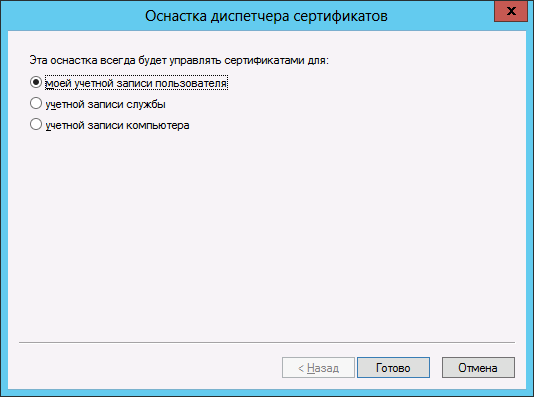 Оснастка диспетчера сертификатов
x
Эта оснастка всегда будет управлять сертификатами для:
моей учетной записи пользователя
учетной записи службы
учетной записи компьютера
< Назад Готово Отмена